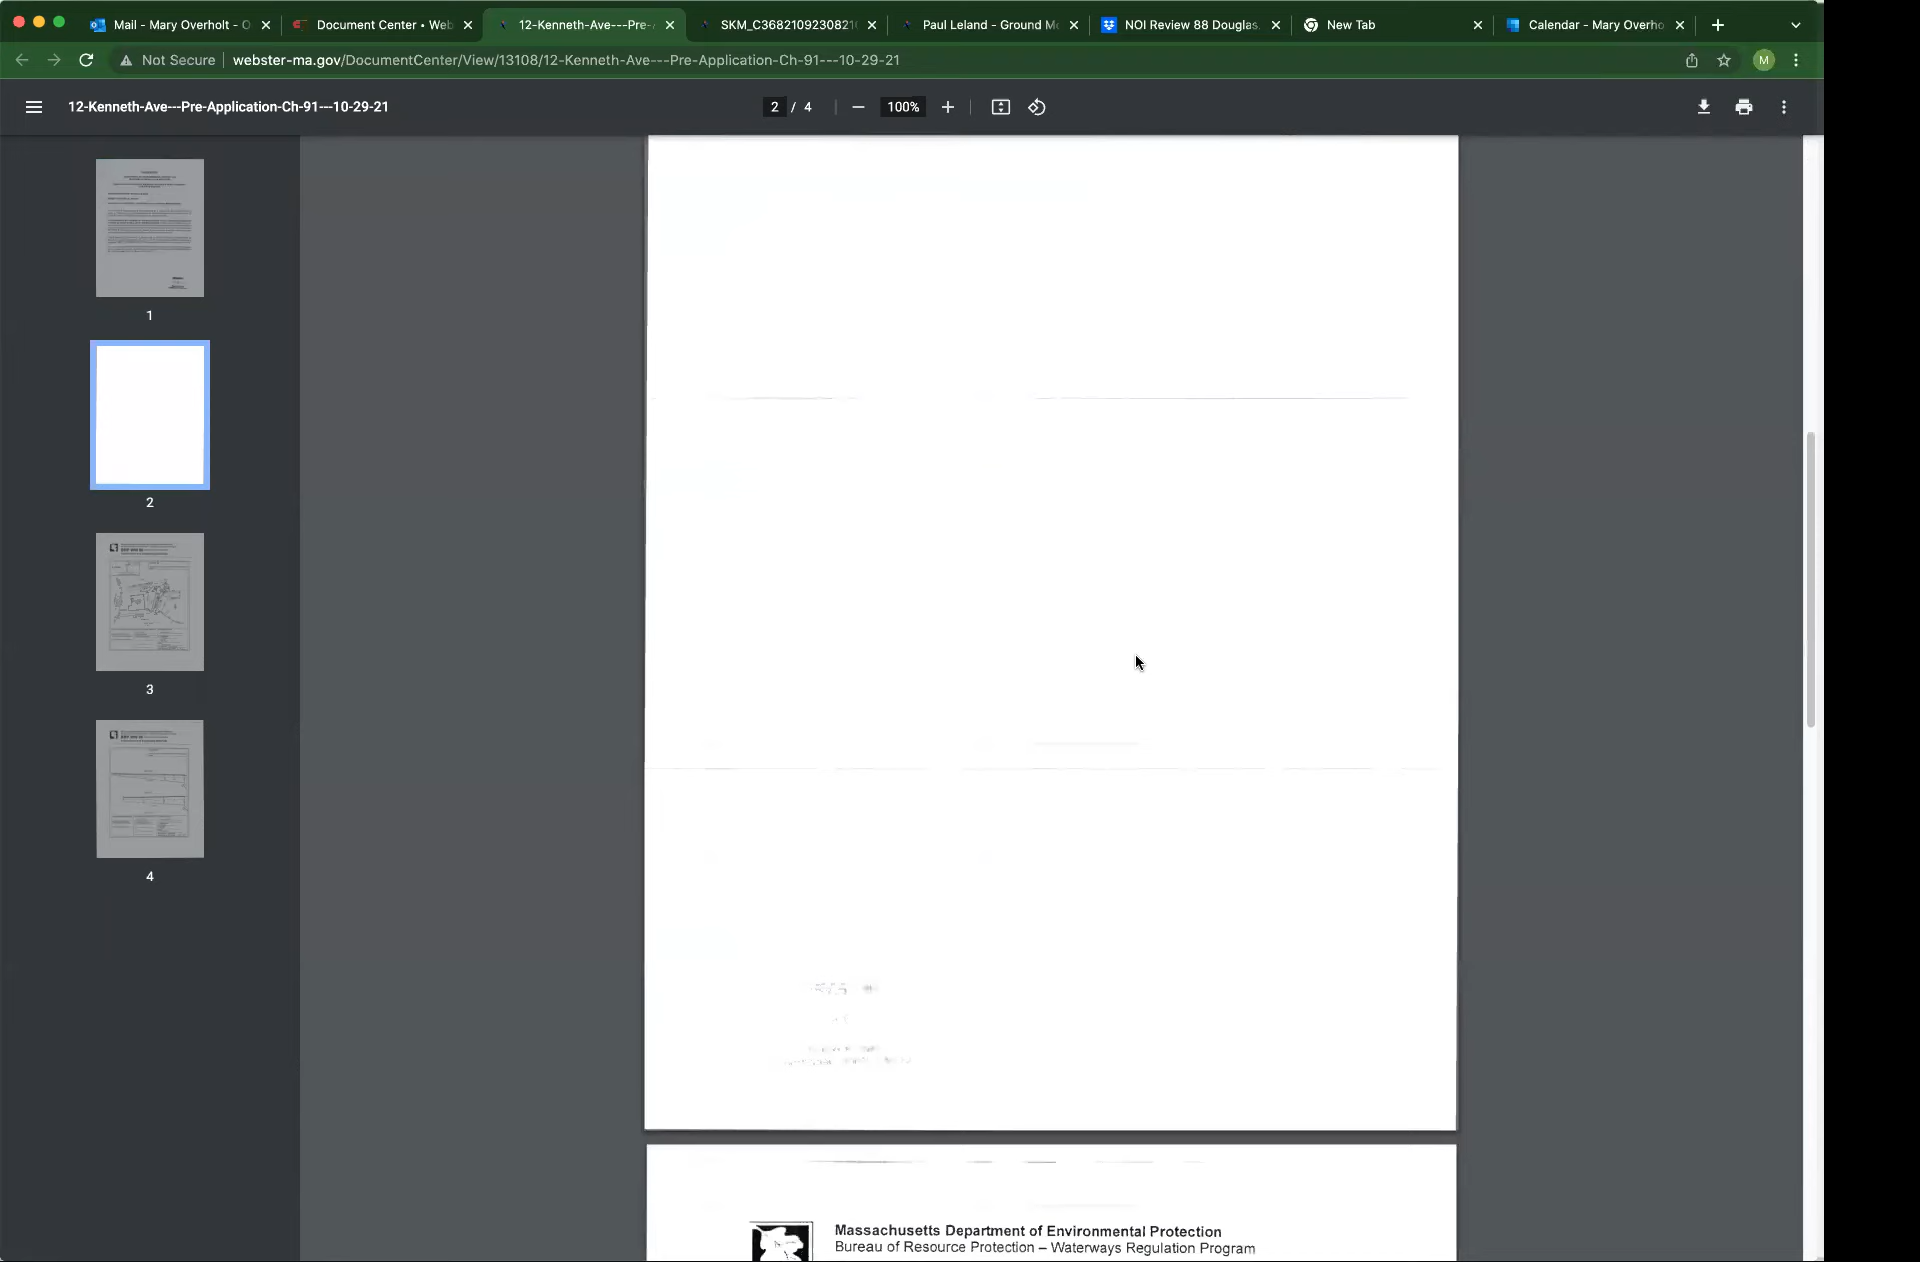 Mail - Mary Overholt - O
Document Center • Web
12-Kenneth-Ave---Pre-
SKM_C3682109230821
Paul Leland - Ground Mo
NOI Review 88 Douglas
New Tab
Calendar - Mary Overho
Not Secure
webster-ma.gov/DocumentCenter/View/13108/12-Kenneth-Ave---Pre-Application-Ch-91---10-29-21
M
12-Kenneth-Ave---Pre-Application-Ch-91---10-29-21
2 / 4
100%
1
2
3
4
Massachusetts Department of Environmental Protection
Bureau of Resource Protection – Waterways Regulation Program